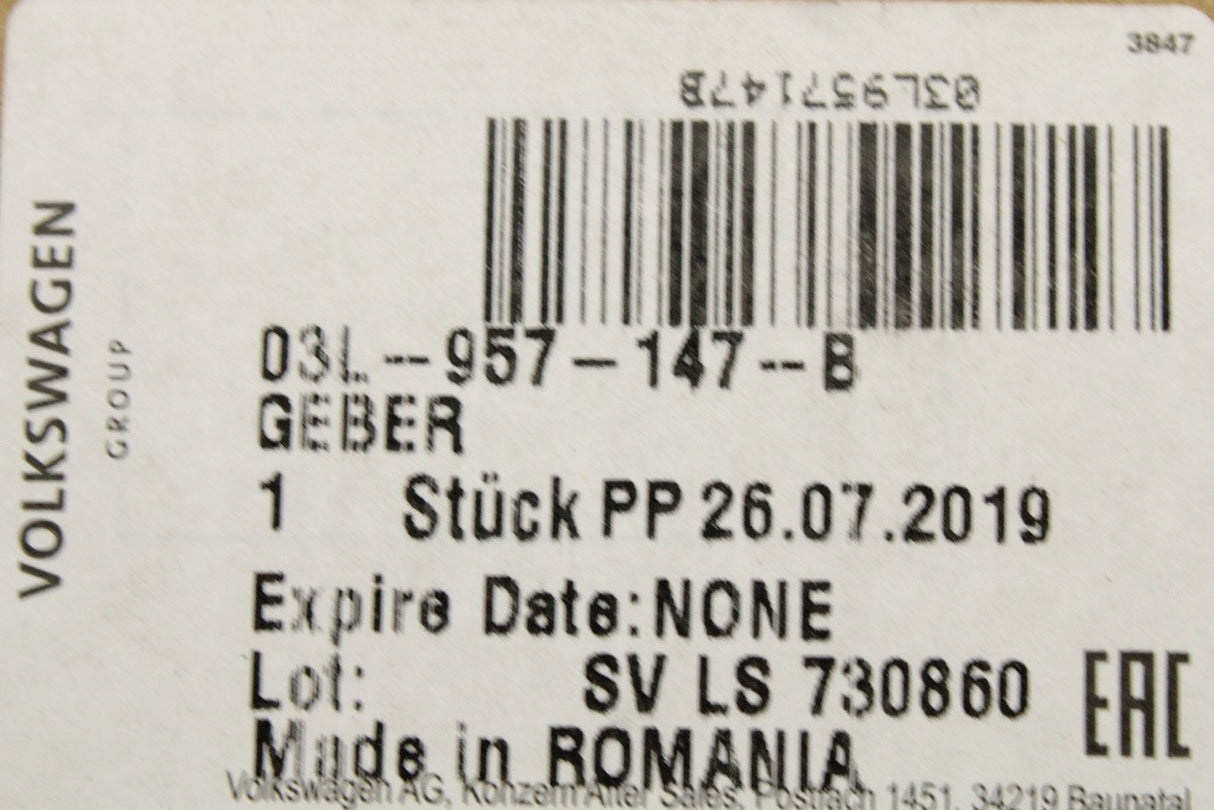 3847
03L957147B
VOLKSWAGEN
GROUP
03L--957-147--B
GEBER
1 Stück PP 26.07.2019
Expire Date:NONE
Lot: SV LS 730860
EAC
Made in ROMANIA
Volkswagen AG, Konzern After Sales, Postfach 1451, 34219 Baunatal